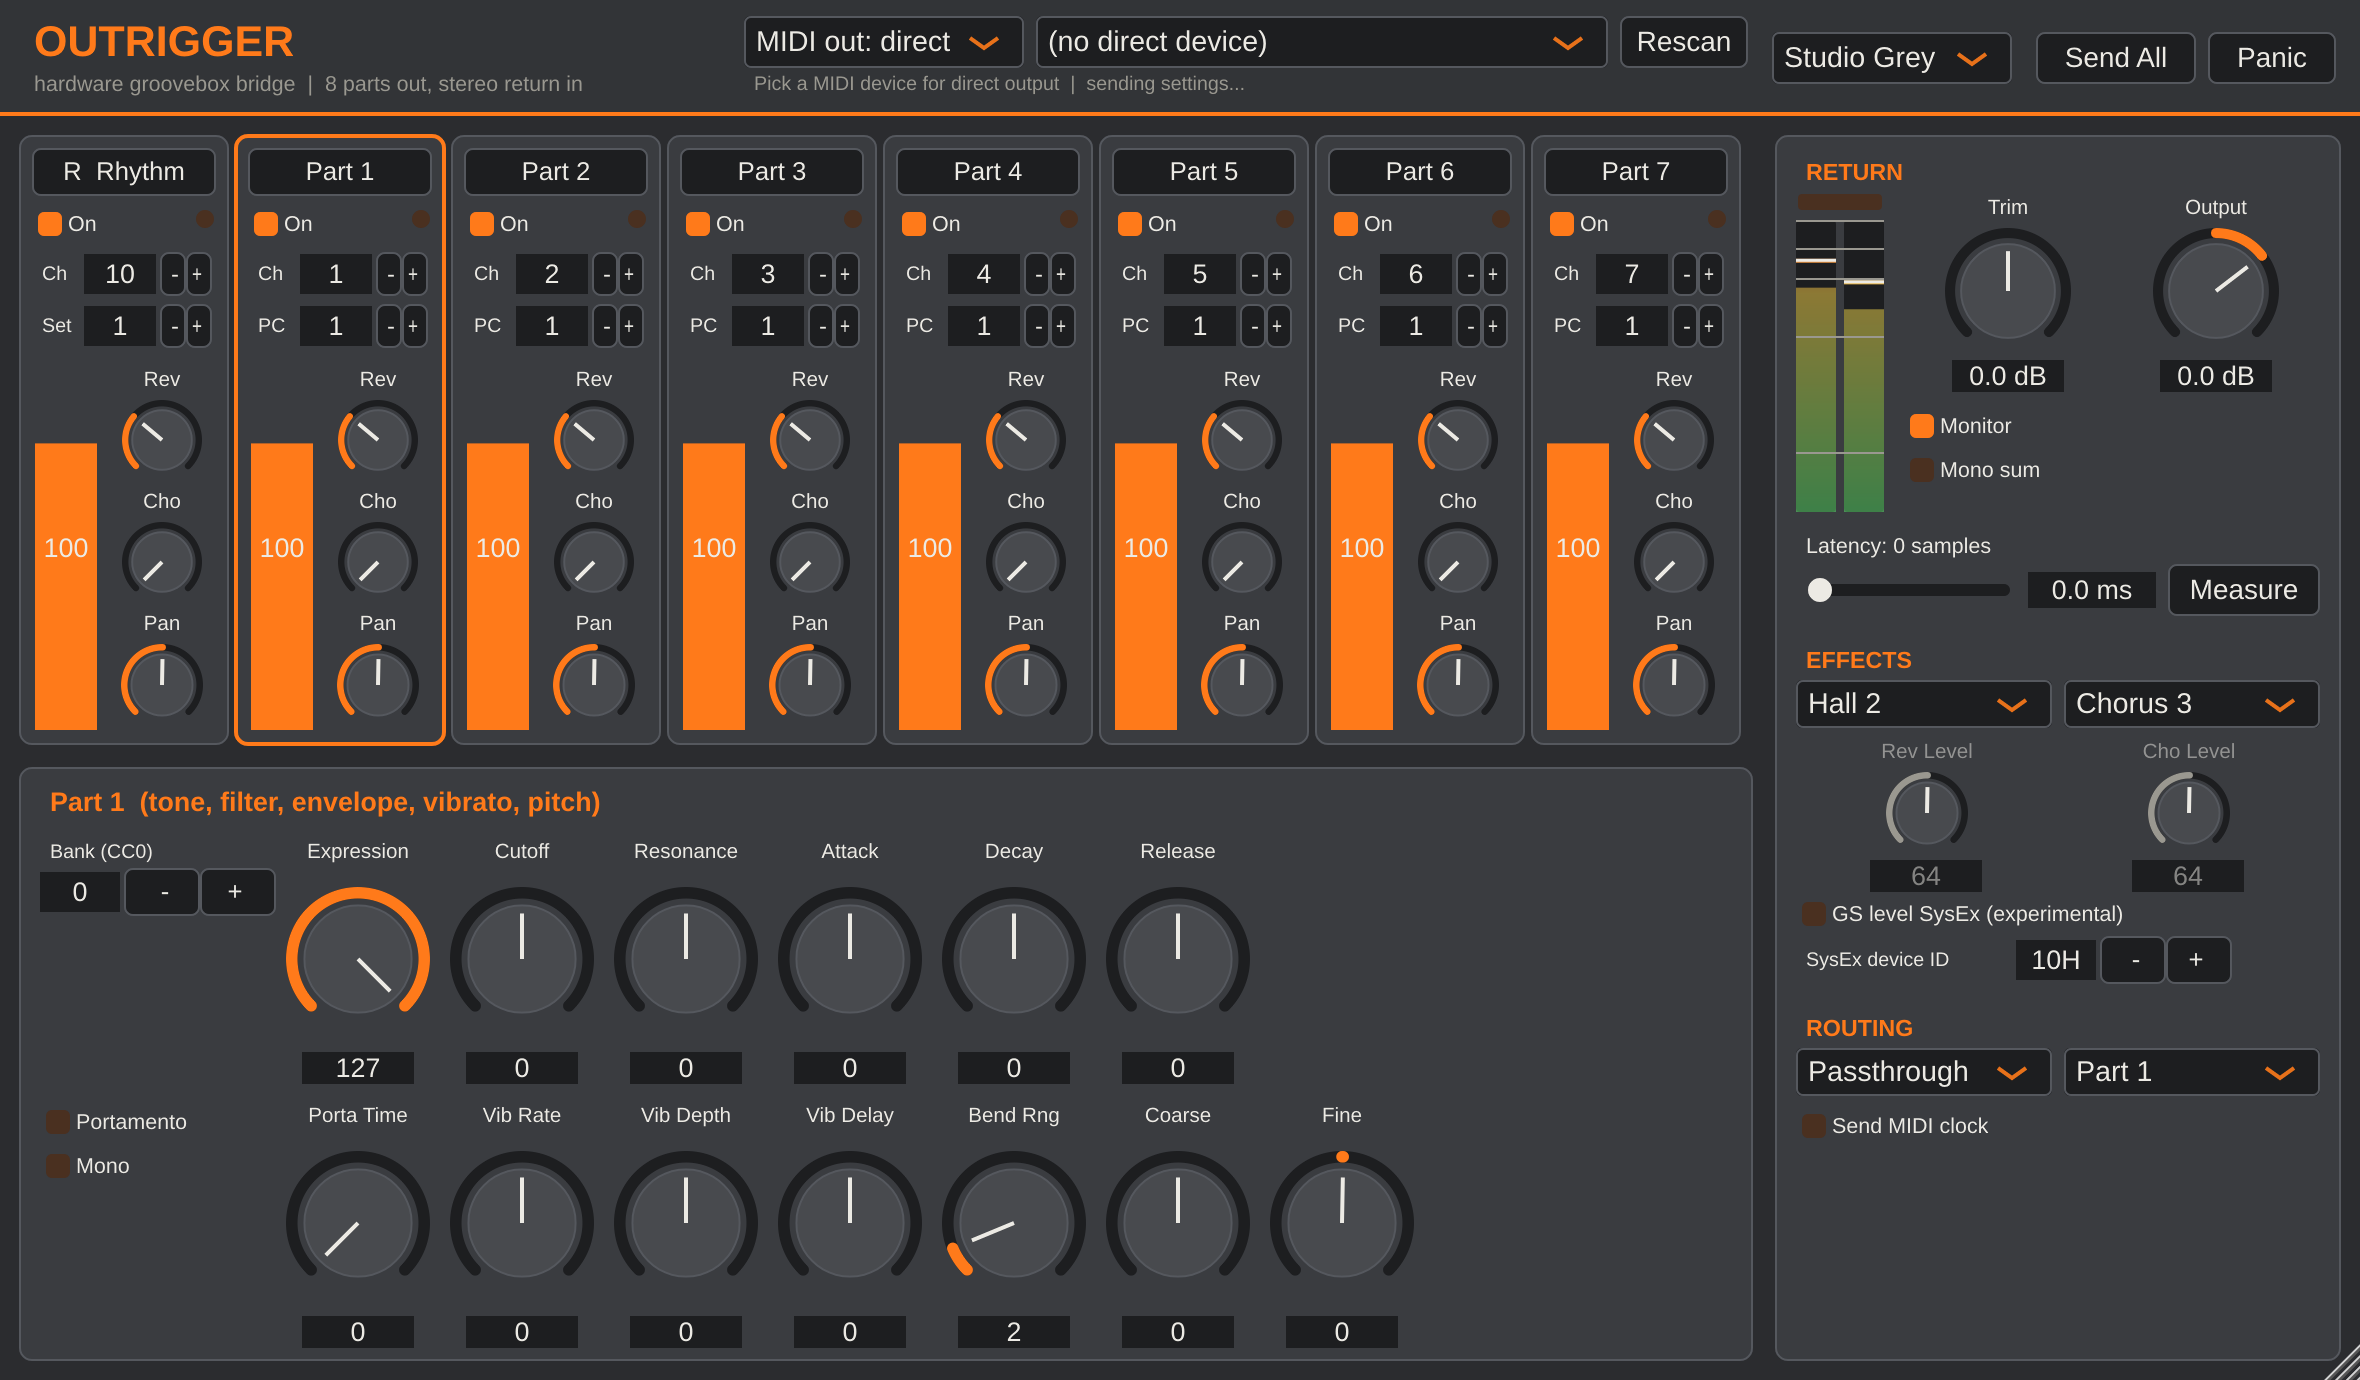 OUTRIGGER
hardware groovebox bridge | 8 parts out, stereo return in
MIDI out: direct
(no direct device)
Rescan
Pick a MIDI device for direct output | sending settings...
Studio Grey
Send All
Panic
R Rhythm
On
Ch 10 - +
Set 1 - +
Rev
Cho
100
Pan
Part 1
On
Ch 1 - +
PC 1 - +
Rev
Cho
100
Pan
Part 2
On
Ch 2 - +
PC 1 - +
Rev
Cho
100
Pan
Part 3
On
Ch 3 - +
PC 1 - +
Rev
Cho
100
Pan
Part 4
On
Ch 4 - +
PC 1 - +
Rev
Cho
100
Pan
Part 5
On
Ch 5 - +
PC 1 - +
Rev
Cho
100
Pan
Part 6
On
Ch 6 - +
PC 1 - +
Rev
Cho
100
Pan
Part 7
On
Ch 7 - +
PC 1 - +
Rev
Cho
100
Pan
Part 1 (tone, filter, envelope, vibrato, pitch)
Bank (CC0) Expression Cutoff Resonance Attack Decay Release
0 - +
127 0 0 0 0 0
Portamento
Mono
Porta Time Vib Rate Vib Depth Vib Delay Bend Rng Coarse Fine
0 0 0 0 2 0 0
RETURN
Trim Output
0.0 dB 0.0 dB
Monitor
Mono sum
Latency: 0 samples
0.0 ms Measure
EFFECTS
Hall 2 Chorus 3
Rev Level Cho Level
64 64
GS level SysEx (experimental)
SysEx device ID 10H - +
ROUTING
Passthrough Part 1
Send MIDI clock